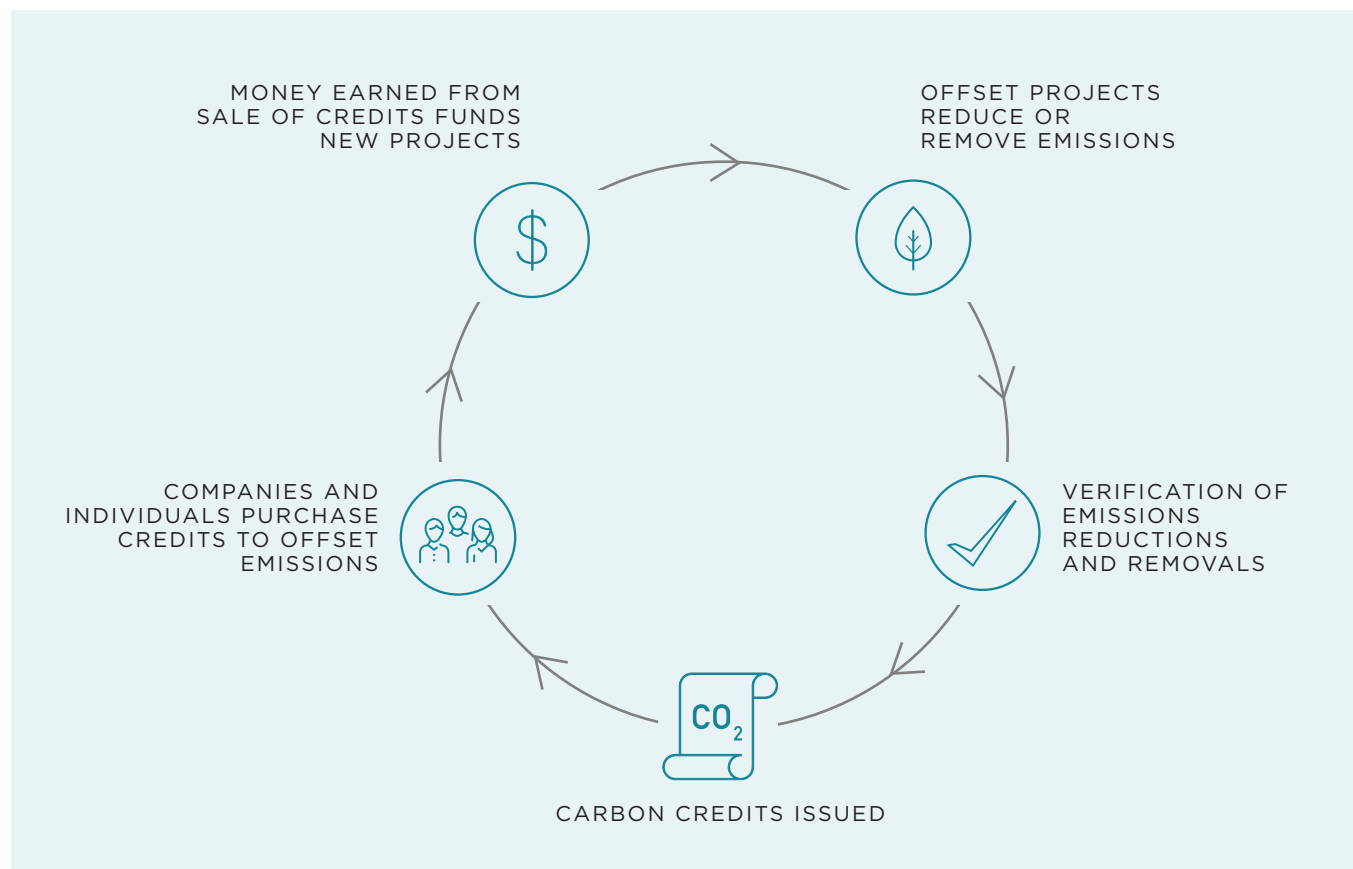 MONEY EARNED FROM
SALE OF CREDITS FUNDS
NEW PROJECTS
OFFSET PROJECTS
REDUCE OR
REMOVE EMISSIONS
$
COMPANIES AND
INDIVIDUALS PURCHASE
CREDITS TO OFFSET
EMISSIONS
VERIFICATION OF
EMISSIONS
REDUCTIONS
AND REMOVALS
CO₂
CARBON CREDITS ISSUED